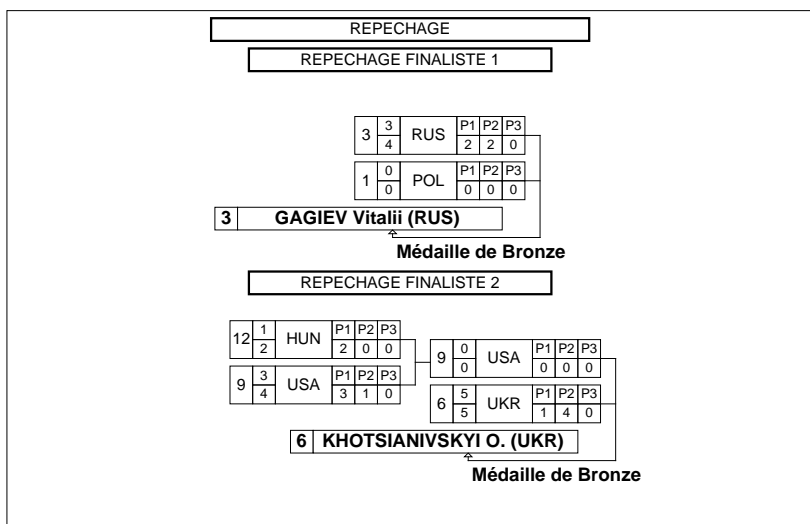 REPECHAGE
REPECHAGE FINALISTE 1
3 3 RUS P1 P2 P3
4 2 2 0
1 0 POL P1 P2 P3
0 0 0 0
3 GAGIEV Vitalii (RUS)
Médaille de Bronze
REPECHAGE FINALISTE 2
12 1 HUN P1 P2 P3
2 2 0 0
9 0 USA P1 P2 P3
0 0 0 0
9 3 USA P1 P2 P3
4 3 1 0
6 5 UKR P1 P2 P3
5 1 4 0
6 KHOTSIANIVSKYI O. (UKR)
Médaille de Bronze